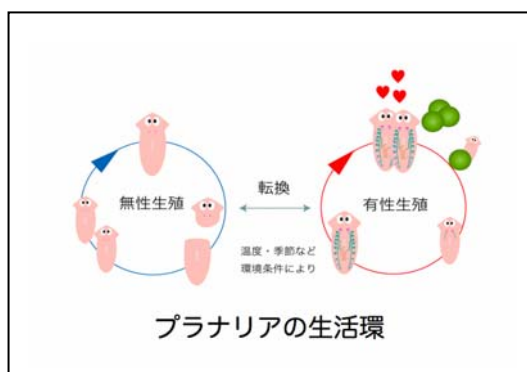 転換
無性生殖
有性生殖
温度・季節など
環境条件により
プラナリアの生活環